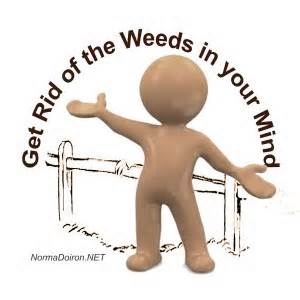 Get Rid of the Weeds in your Mind
NormaDoiron.NET